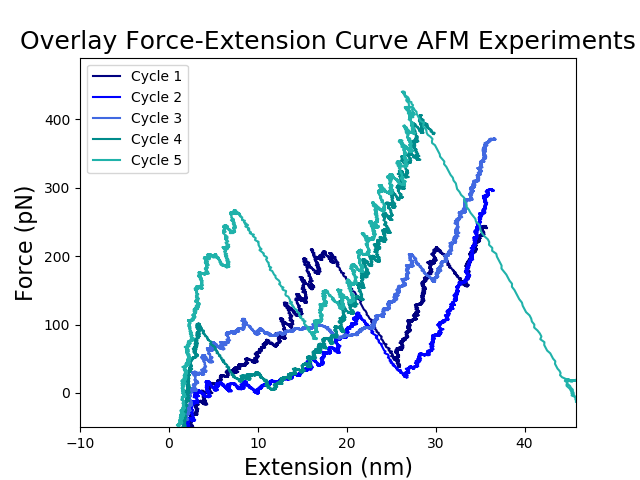 Overlay Force-Extension Curve AFM Experiments
Cycle 1
Cycle 2
Cycle 3
Cycle 4
Cycle 5
Force (pN)
400
300
200
100
0
−10
0
10
20
30
40
Extension (nm)